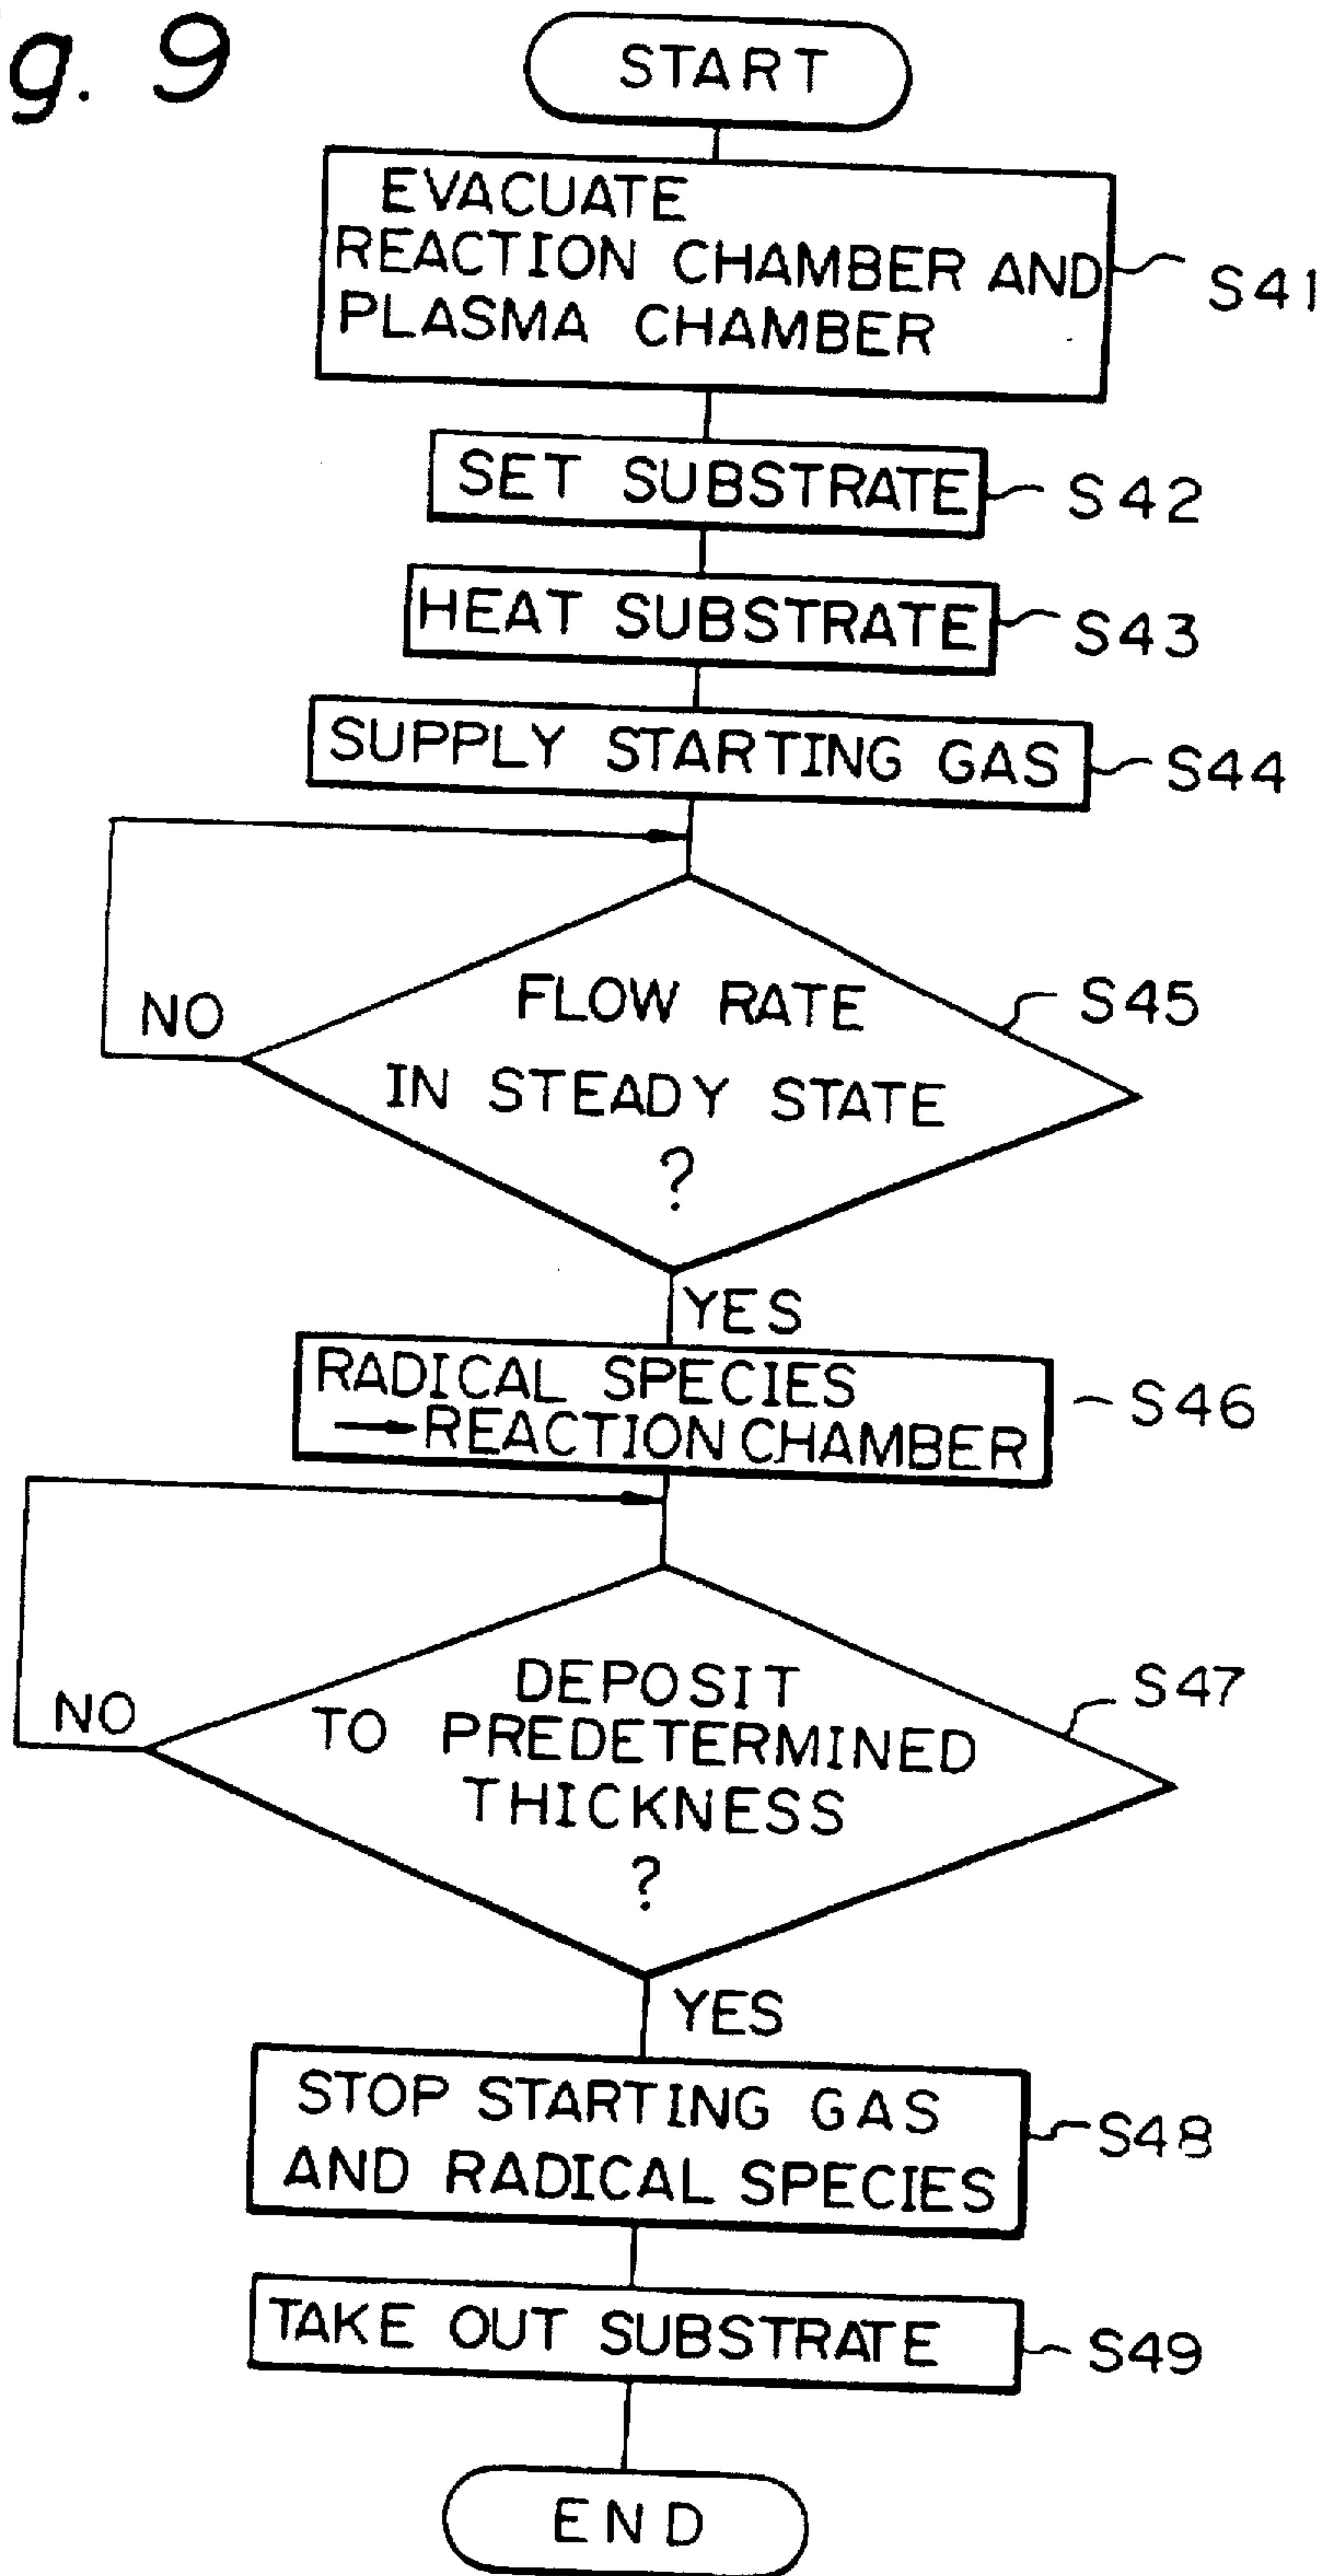 g. 9
START
EVACUATE
REACTION CHAMBER AND
PLASMA CHAMBER
S41
SET SUBSTRATE
S42
HEAT SUBSTRATE
S43
SUPPLY STARTING GAS
S44
FLOW RATE
IN STEADY STATE
?
S45
NO
YES
RADICAL SPECIES
→REACTION CHAMBER
S46
DEPOSIT
TO PREDETERMINED
THICKNESS
?
S47
NO
YES
STOP STARTING GAS
AND RADICAL SPECIES
S48
TAKE OUT SUBSTRATE
S49
END